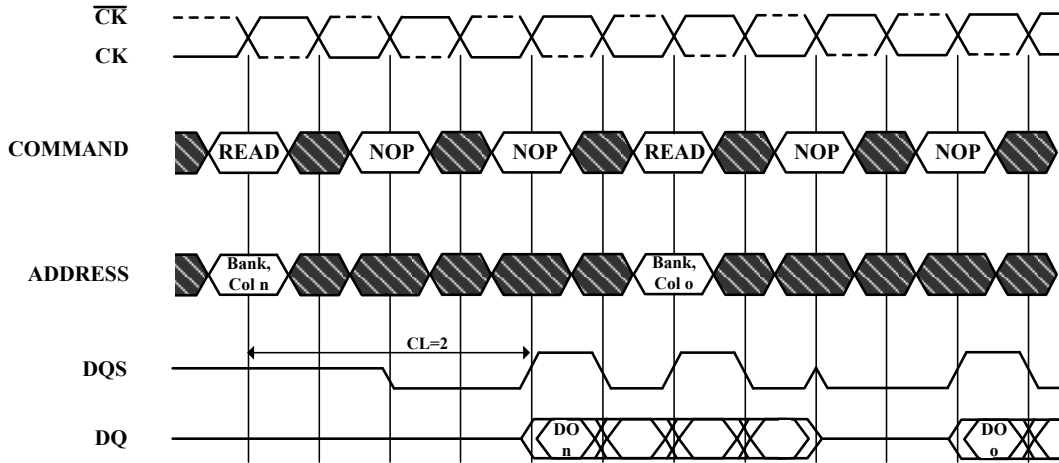 CK
CK
COMMAND
READ
NOP
NOP
READ
NOP
NOP
ADDRESS
Bank,
Col n
Bank,
Col o
CL=2
DQS
DQ
DO
n
DO
o